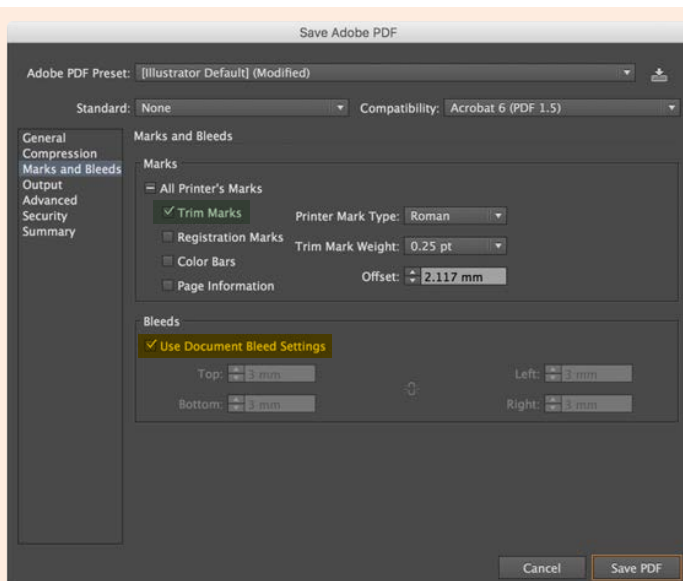 Save Adobe PDF
Adobe PDF Preset: [Illustrator Default] (Modified)
Standard: None Compatibility: Acrobat 6 (PDF 1.5)
General
Compression
Marks and Bleeds
Output
Advanced
Security
Summary
Marks and Bleeds
Marks
All Printer's Marks
Trim Marks
Registration Marks
Color Bars
Page Information
Printer Mark Type: Roman
Trim Mark Weight: 0.25 pt
Offset: 2.117 mm
Bleeds
Use Document Bleed Settings
Top: 3 mm Left: 3 mm
Bottom: 3 mm Right: 3 mm
Cancel Save PDF